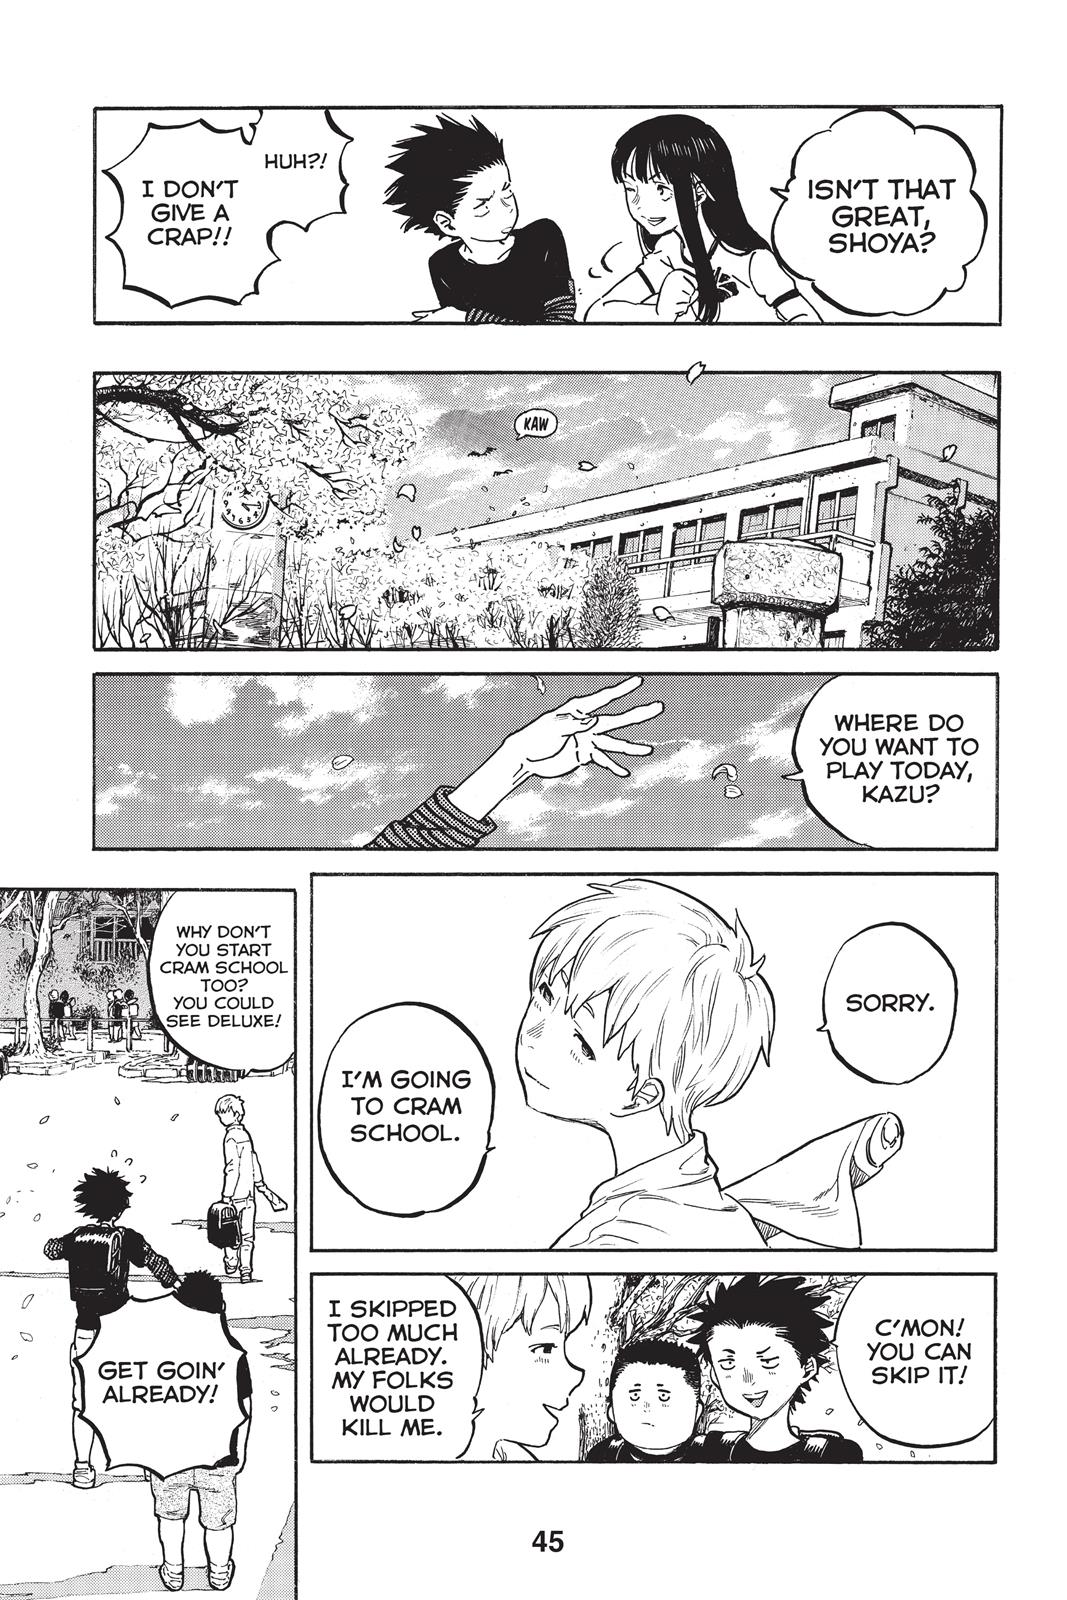 ISN'T THAT
GREAT,
SHOYA?
HUH?!
I DON'T
GIVE A
CRAP!!
KAW
WHERE DO
YOU WANT TO
PLAY TODAY,
KAZU?
SORRY.
I'M GOING
TO CRAM
SCHOOL.
C'MON!
YOU CAN
SKIP IT!
I SKIPPED
TOO MUCH
ALREADY.
MY FOLKS
WOULD
KILL ME.
WHY DON'T
YOU START
CRAM SCHOOL
TOO?
YOU COULD
SEE DELUXE!
GET GOIN'
ALREADY!
45